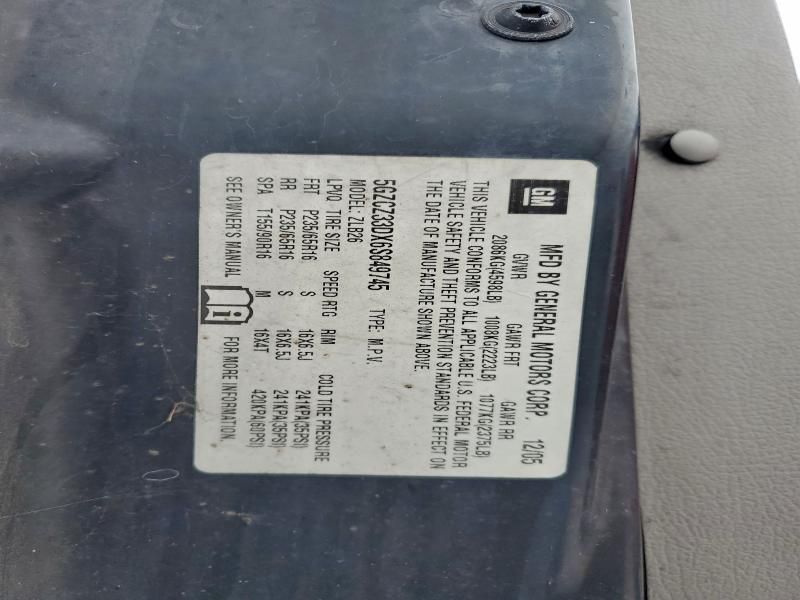 GM MFD BY GENERAL MOTORS CORP. 12/05
GVWR GAWR FRT GAWR RR
2086KG(4598LB) 1008KG(2223LB) 1077KG(2375LB)
THIS VEHICLE CONFORMS TO ALL APPLICABLE U.S. FEDERAL MOTOR
VEHICLE SAFETY AND THEFT PREVENTION STANDARDS IN EFFECT ON
THE DATE OF MANUFACTURE SHOWN ABOVE.
5GZCZ33DX6S849745 TYPE: M.P.V.
MODEL: ZLB26
LPVQ TIRE SIZE SPEED RTG RIM COLD TIRE PRESSURE
FRT P235/65R16 S 16X6.5J 241KPA(35PSI)
RR P235/65R16 S 16X6.5J 241KPA(35PSI)
SPA T155/90R16 M 16X4T 420KPA(60PSI)
SEE OWNER'S MANUAL i FOR MORE INFORMATION.